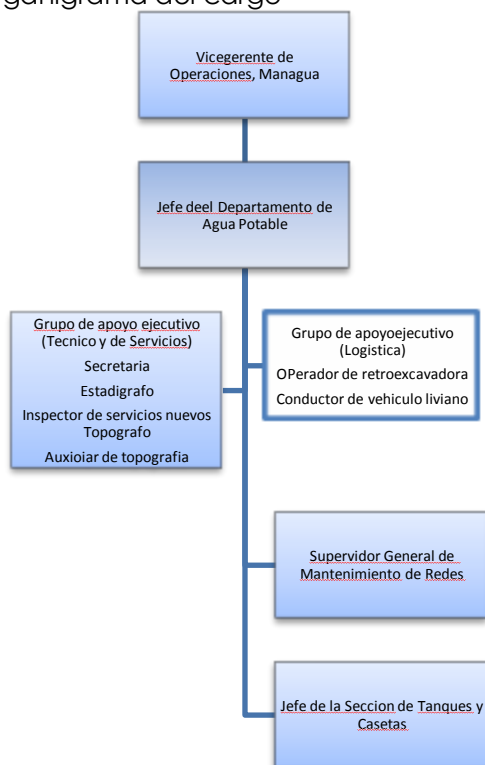 ganigrama del cargo
Vicegerente de
Operaciones, Managua
Jefe deel Departamento de
Agua Potable
Grupo de apoyo ejecutivo
(Tecnico y de Servicios)
Secretaria
Estadigrafo
Inspector de servicios nuevos
Topografo
Auxioiar de topografia
Grupo de apoyoejecutivo
(Logistica)
OPerador de retroexcavadora
Conductor de vehiculo liviano
Supervidor General de
Mantenimiento de Redes
Jefe de la Seccion de Tanques y
Casetas